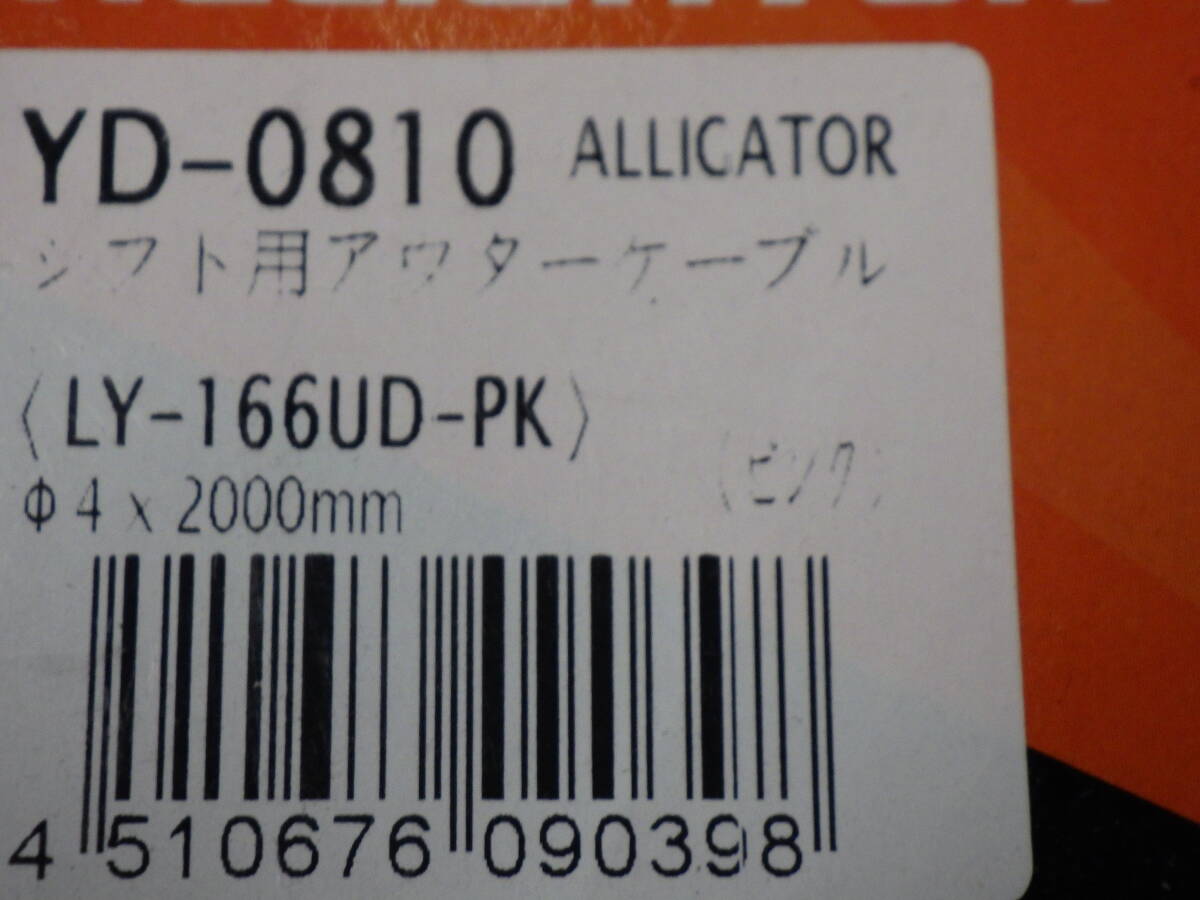 YD-0810 ALLICATOR
シフト用アウターケーブル
〈LY-166UD-PK〉
(ピンク)
Φ4 x 2000mm
4 510676 090398